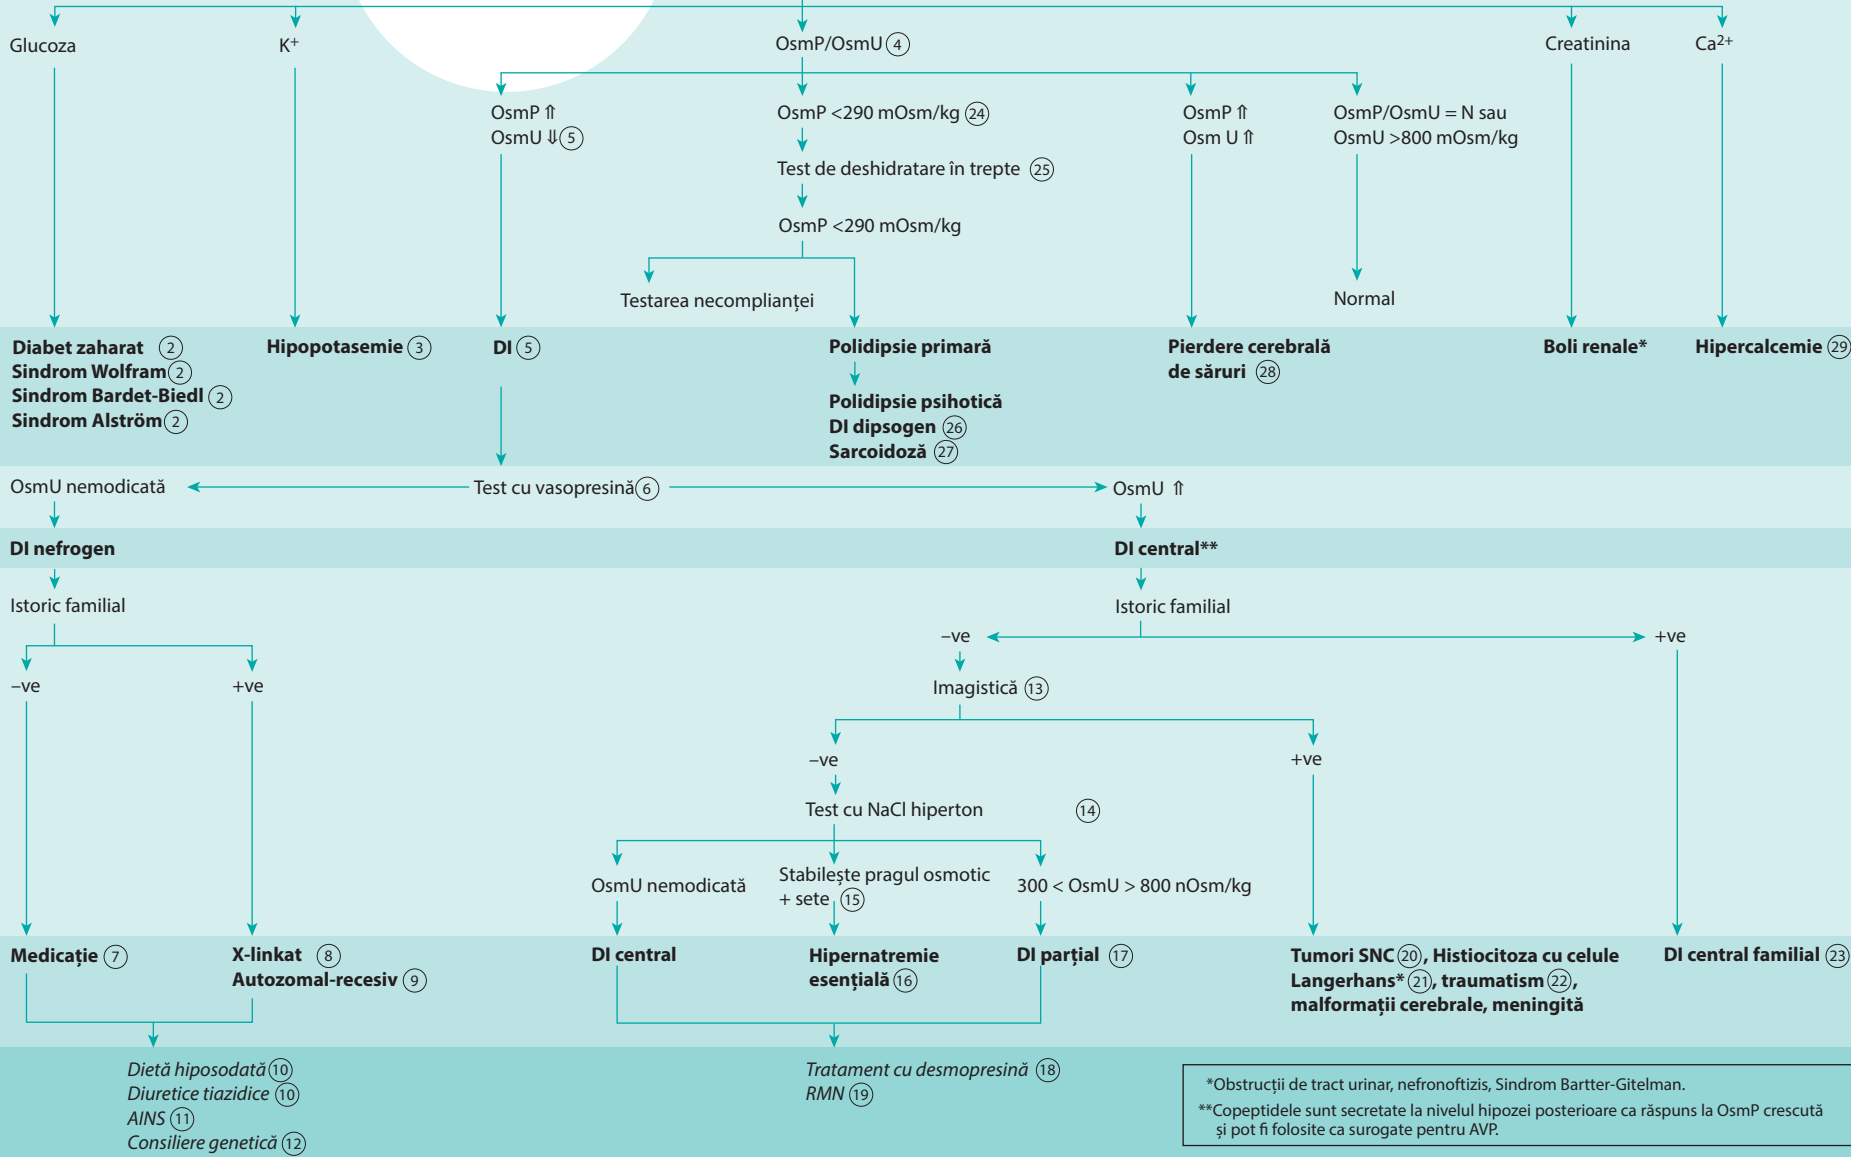 Glucoza
K+
OsmP/OsmU 4
Creatinina
Ca2+
OsmP ⇑
OsmU ⇓ 5
OsmP <290 mOsm/kg 24
OsmP ⇑
Osm U ⇑
OsmP/OsmU = N sau
OsmU >800 mOsm/kg
Test de deshidratare în trepte 25
OsmP <290 mOsm/kg
Testarea necomplianței
Normal
Diabet zaharat 2
Sindrom Wolfram 2
Sindrom Bardet-Biedl 2
Sindrom Alström 2
Hipopotasemie 3
DI 5
Polidipsie primară
Polidipsie psihotică
DI dipsogen 26
Sarcoidoză 27
Pierdere cerebrală
de săruri 28
Boli renale*
Hipercalcemie 29
OsmU nemodicată
Test cu vasopresină 6
OsmU ⇑
DI nefrogen
DI central**
Istoric familial
Istoric familial
–ve
+ve
–ve
+ve
Imagistică 13
–ve
+ve
Test cu NaCl hiperton 14
OsmU nemodicată
Stabilește pragul osmotic
+ sete 15
300 < OsmU > 800 nOsm/kg
Medicație 7
X-linkat 8
Autozomal-recesiv 9
DI central
Hipernatremie
esențială 16
DI parțial 17
Tumori SNC 20, Histiocitoza cu celule
Langerhans* 21, traumatism 22,
malformații cerebrale, meningită
DI central familial 23
Dietă hiposodată 10
Diuretice tiazidice 10
AINS 11
Consiliere genetică 12
Tratament cu desmopresină 18
RMN 19
*Obstrucții de tract urinar, nefronoftizis, Sindrom Bartter-Gitelman.
**Copeptidele sunt secretate la nivelul hipozei posterioare ca răspuns la OsmP crescută
și pot fi folosite ca surogate pentru AVP.